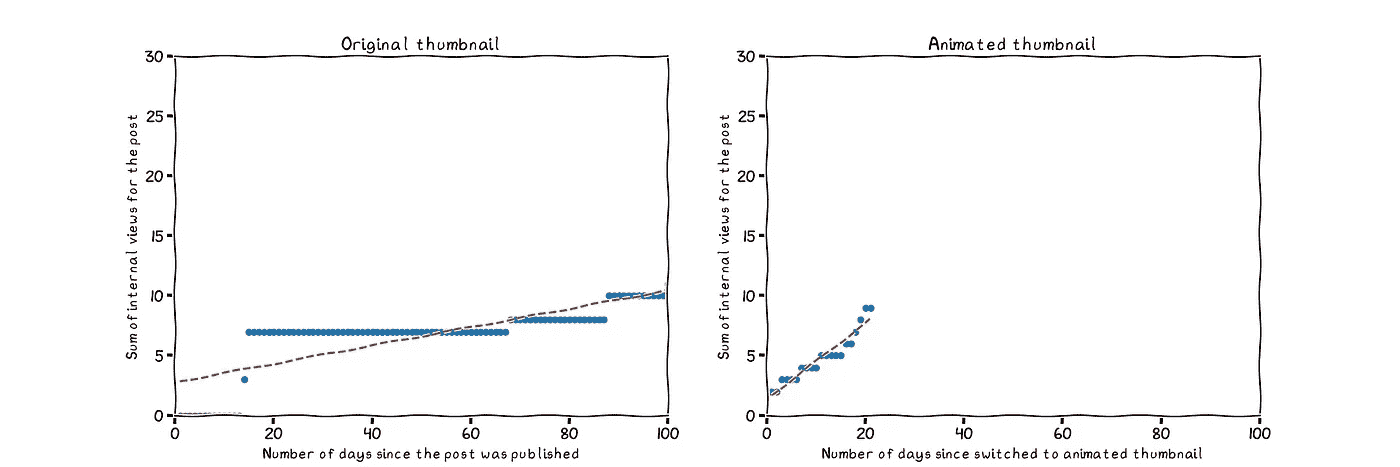 Original thumbnail
30
25
20
15
10
5
0
Sum of internal views for the post
0 20 40 60 80 100
Number of days since the post was published
Animated thumbnail
30
25
20
15
10
5
0
Sum of internal views for the post
0 20 40 60 80 100
Number of days since switched to animated thumbnail